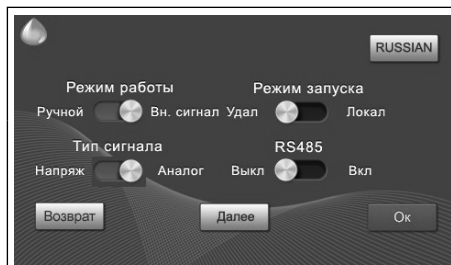 RUSSIAN
Режим работы Режим запуска
Ручной Вн. сигнал Удал Локал
Тип сигнала RS485
Напряж Аналог Выкл Вкл
Возврат Далее Ок